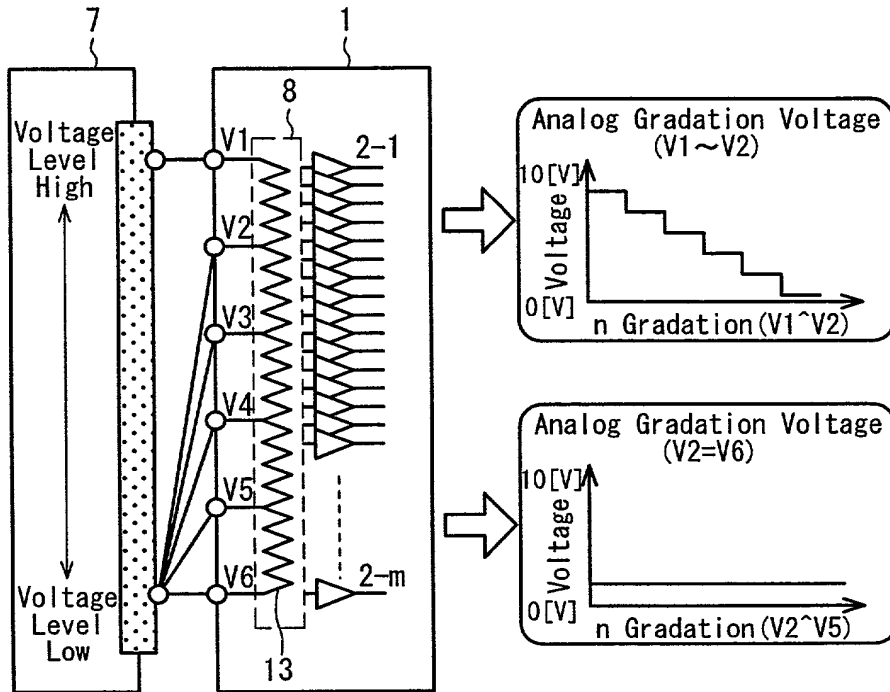 7
1
Voltage
Level
High
Voltage
Level
Low
V1
V2
V3
V4
V5
V6
8
13
2-1
2-m
Analog Gradation Voltage
(V1～V2)
10[V]
Voltage
0[V]
n Gradation(V1^V2)
Analog Gradation Voltage
(V2=V6)
10[V]
Voltage
0[V]
n Gradation(V2^V5)